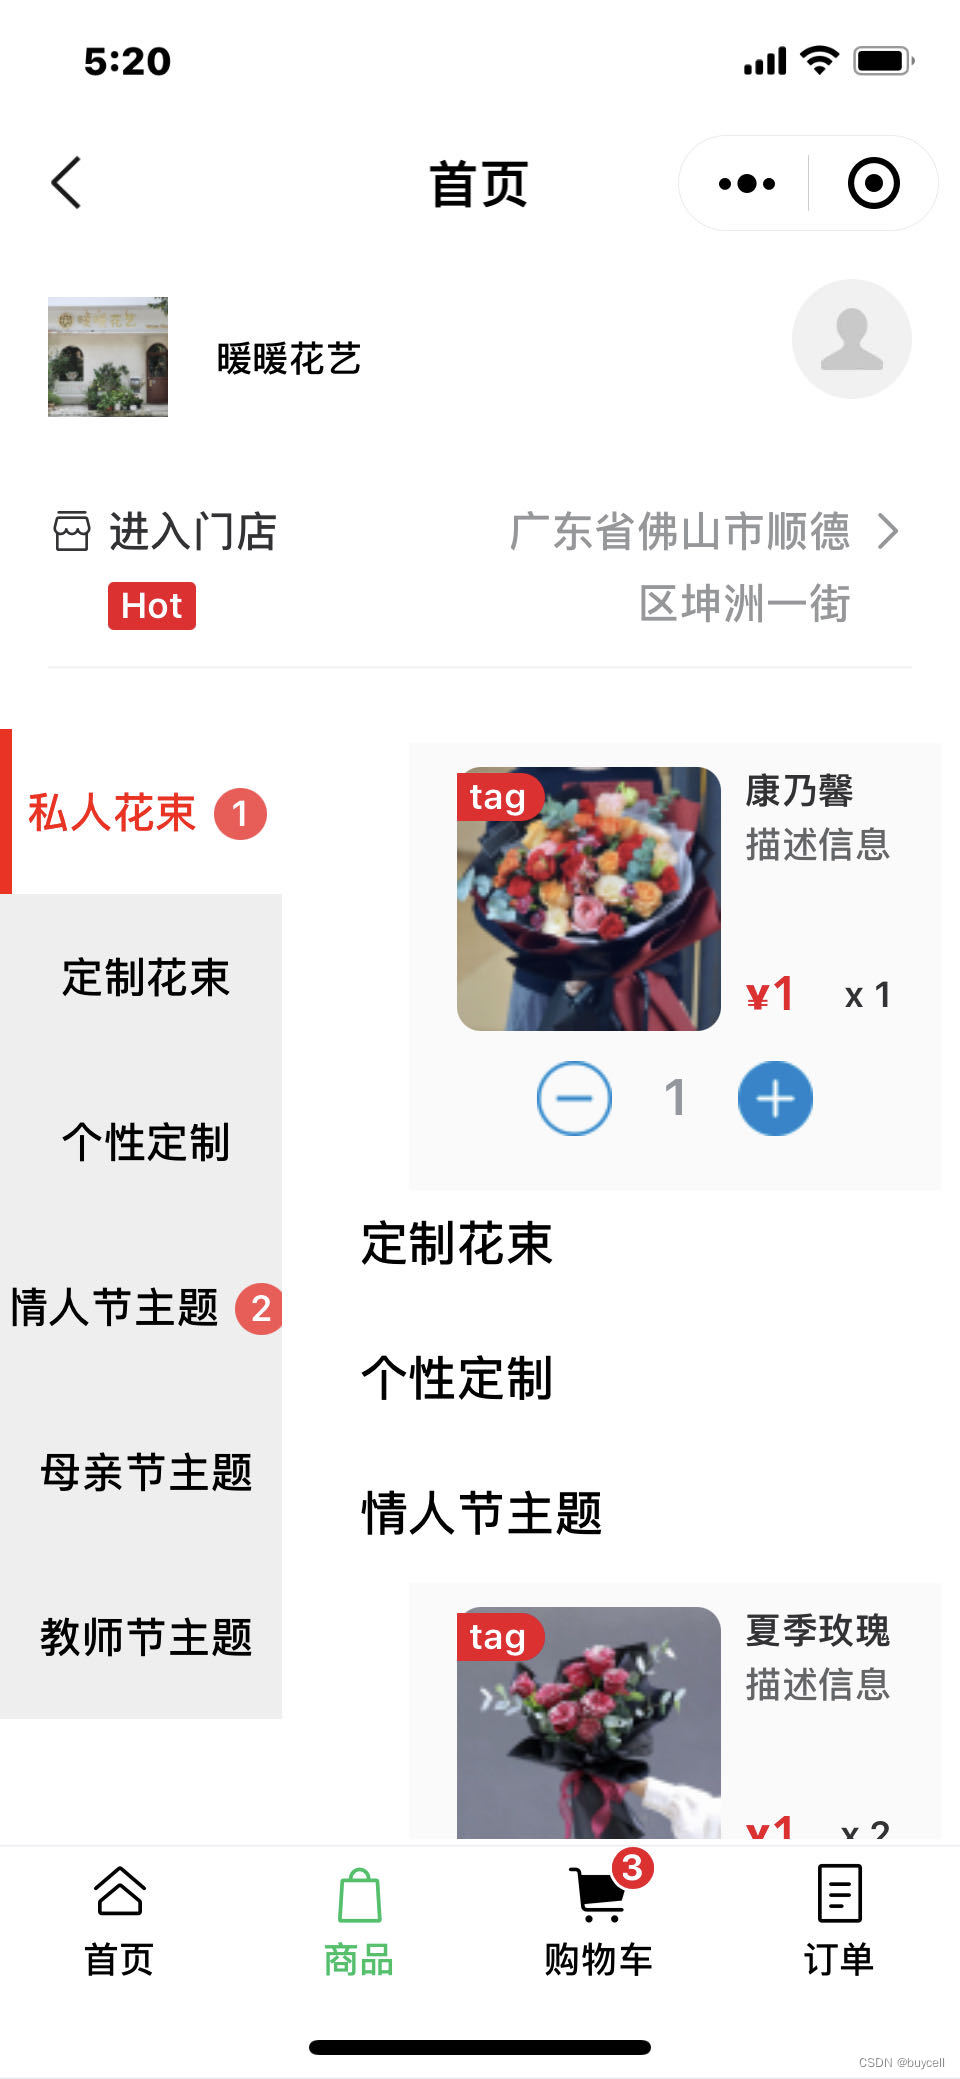 5:20
首页
暖暖花艺
暖暖花艺
进入门店
Hot
广东省佛山市顺德
区坤洲一街
私人花束 1
定制花束
个性定制
情人节主题 2
母亲节主题
教师节主题
tag
康乃馨
描述信息
¥1 x 1
1
定制花束
个性定制
情人节主题
tag
夏季玫瑰
描述信息
¥1 x 2
3
首页
商品
购物车
订单
CSDN @buycell